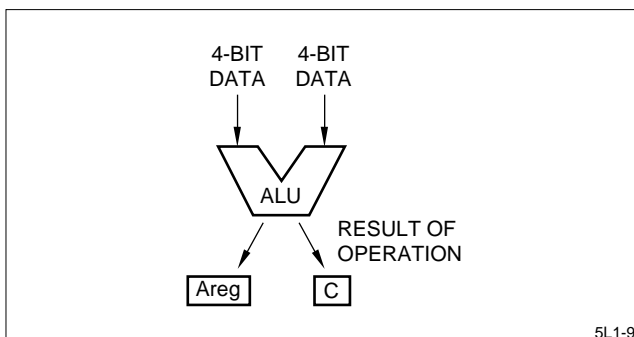 4-BIT
DATA
4-BIT
DATA
ALU
RESULT OF
OPERATION
Areg
C
5L1-9